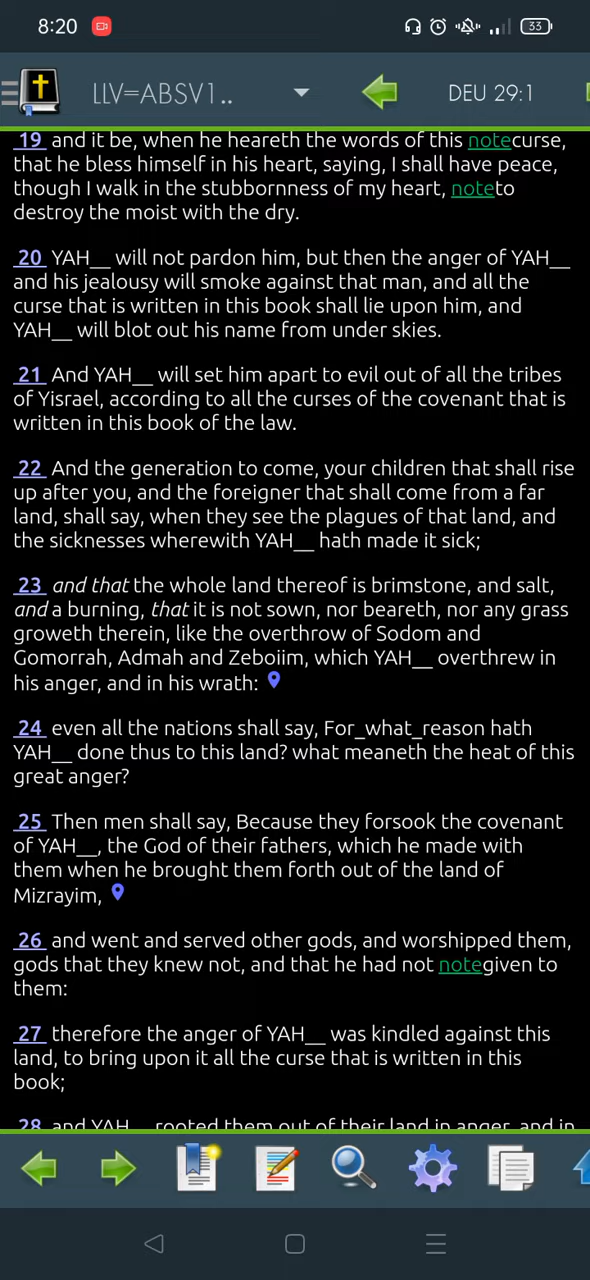 8:20
33
LLV=ABSV1..
DEU 29:1
19 and it be, when he heareth the words of this notecurse,
that he bless himself in his heart, saying, I shall have peace,
though I walk in the stubbornness of my heart, noteto
destroy the moist with the dry.
20 YAH__ will not pardon him, but then the anger of YAH__
and his jealousy will smoke against that man, and all the
curse that is written in this book shall lie upon him, and
YAH__ will blot out his name from under skies.
21 And YAH__ will set him apart to evil out of all the tribes
of Yisrael, according to all the curses of the covenant that is
written in this book of the law.
22 And the generation to come, your children that shall rise
up after you, and the foreigner that shall come from a far
land, shall say, when they see the plagues of that land, and
the sicknesses wherewith YAH__ hath made it sick;
23 and that the whole land thereof is brimstone, and salt,
and a burning, that it is not sown, nor beareth, nor any grass
groweth therein, like the overthrow of Sodom and
Gomorrah, Admah and Zeboiim, which YAH__ overthrew in
his anger, and in his wrath:
24 even all the nations shall say, For_what_reason hath
YAH__ done thus to this land? what meaneth the heat of this
great anger?
25 Then men shall say, Because they forsook the covenant
of YAH__, the God of their fathers, which he made with
them when he brought them forth out of the land of
Mizrayim,
26 and went and served other gods, and worshipped them,
gods that they knew not, and that he had not notegiven to
them:
27 therefore the anger of YAH__ was kindled against this
land, to bring upon it all the curse that is written in this
book;
28 and YAH__ rooted them out of their land in anger, and in